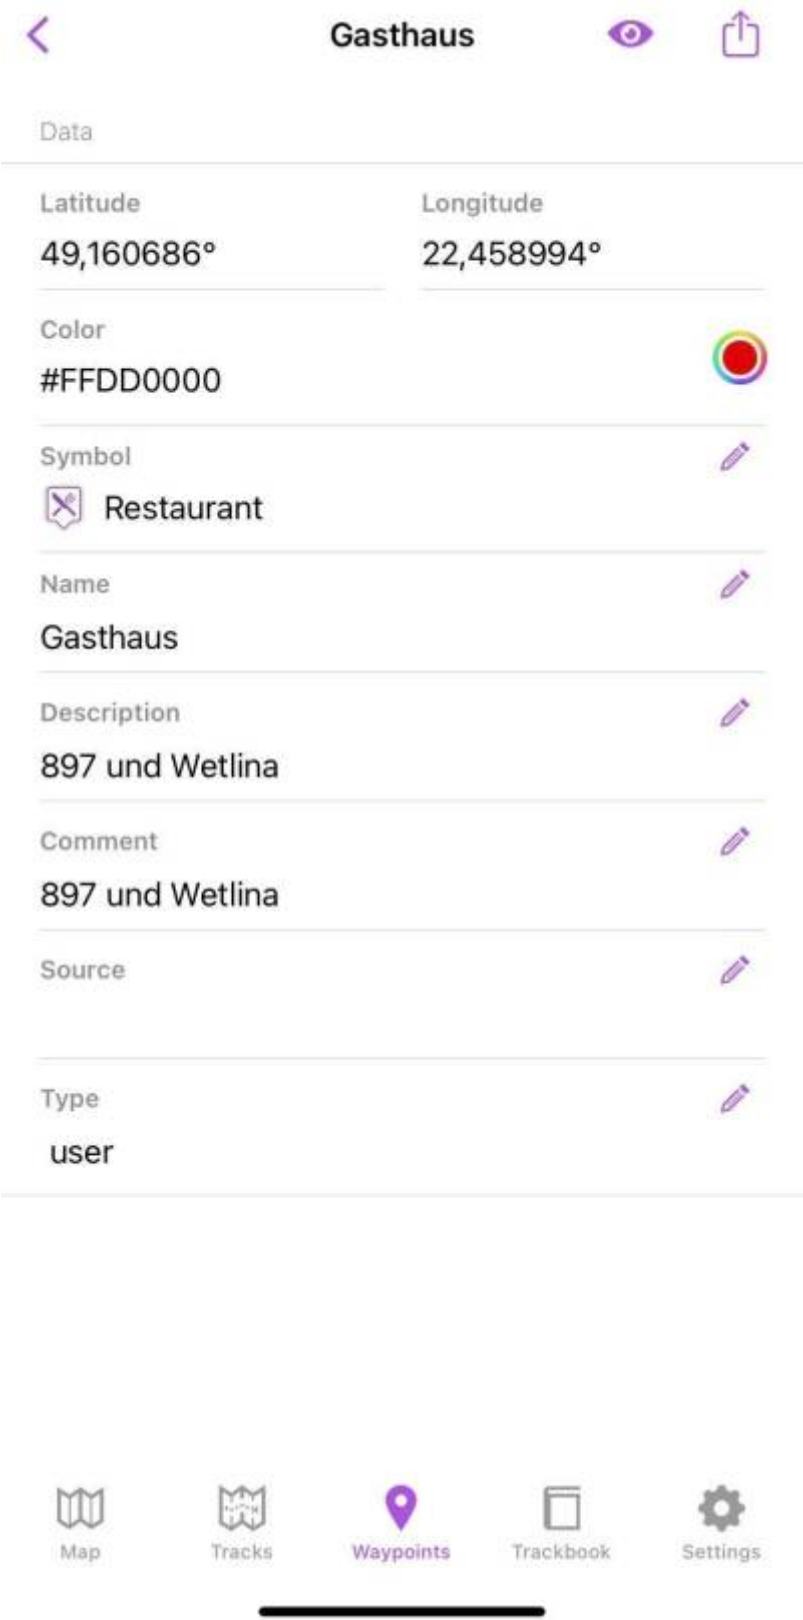 Gasthaus
Data
Latitude Longitude
49,160686° 22,458994°
Color
#FFDD0000
Symbol
Restaurant
Name
Gasthaus
Description
897 und Wetlina
Comment
897 und Wetlina
Source
Type
user
Map Tracks Waypoints Trackbook Settings